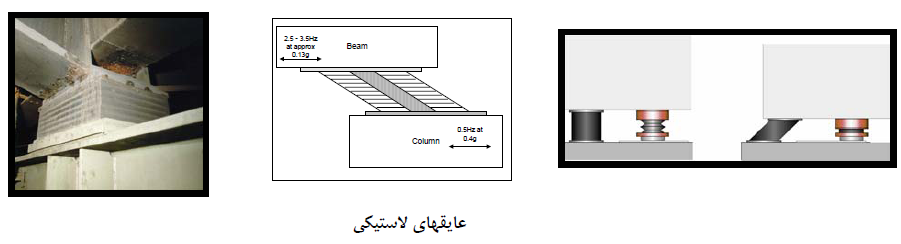 2.5 - 3.5Hz
at approx
0.13g
Beam
Column
0.5Hz at
0.4g
عایقهای لاستیکی